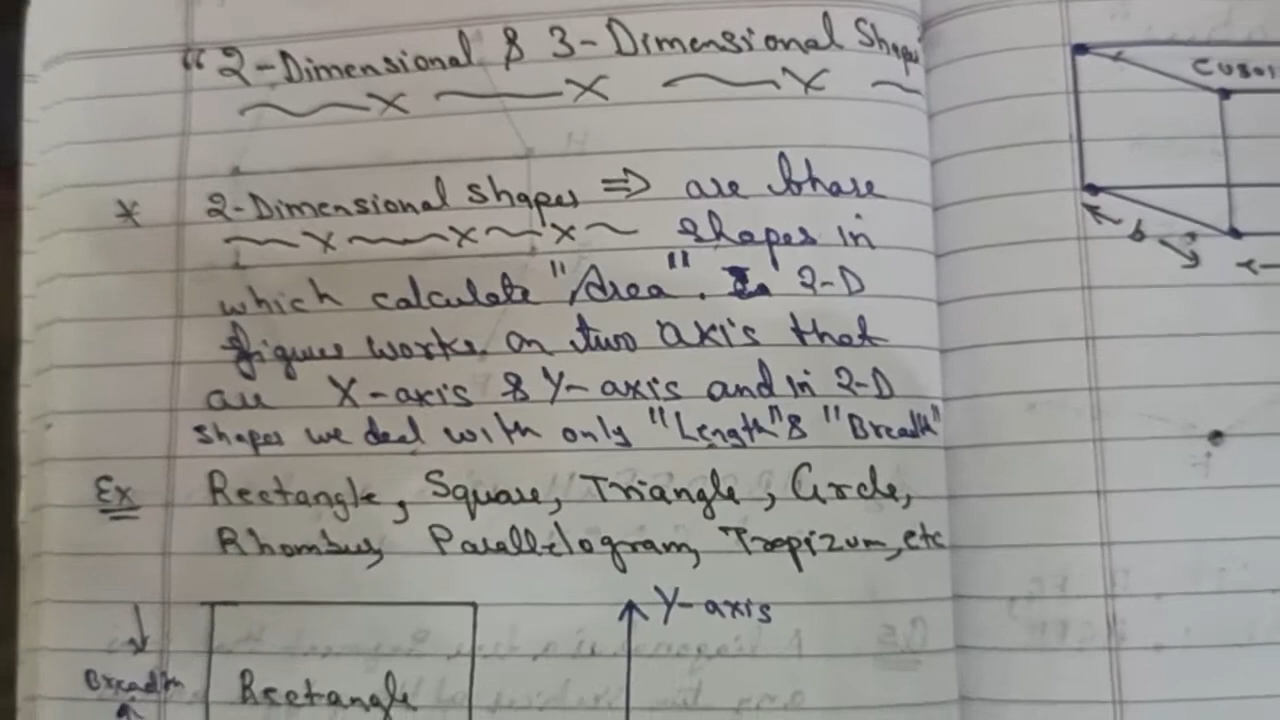 “2-Dimensional & 3-Dimensional Shapes
* 2-Dimensional shapes ⇒ are bhase
shapes in
which calculate "Area". In 2-D
figures works on two axis that
are X-axis & Y-axis and in 2-D
shapes we deal with only "Length" & "Breadth"
Ex Rectangle, Square, Triangle, Circle,
Rhombus, Parallelogram, Trapizum, etc
Y-axis
Breadth
Rectangle
CUBOI
b